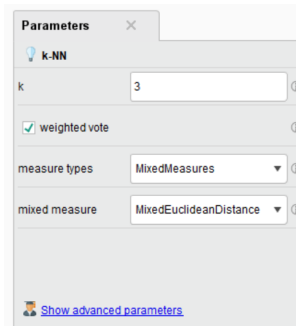 Parameters
k-NN
k 3
weighted vote
measure types MixedMeasures
mixed measure MixedEuclideanDistance
Show advanced parameters